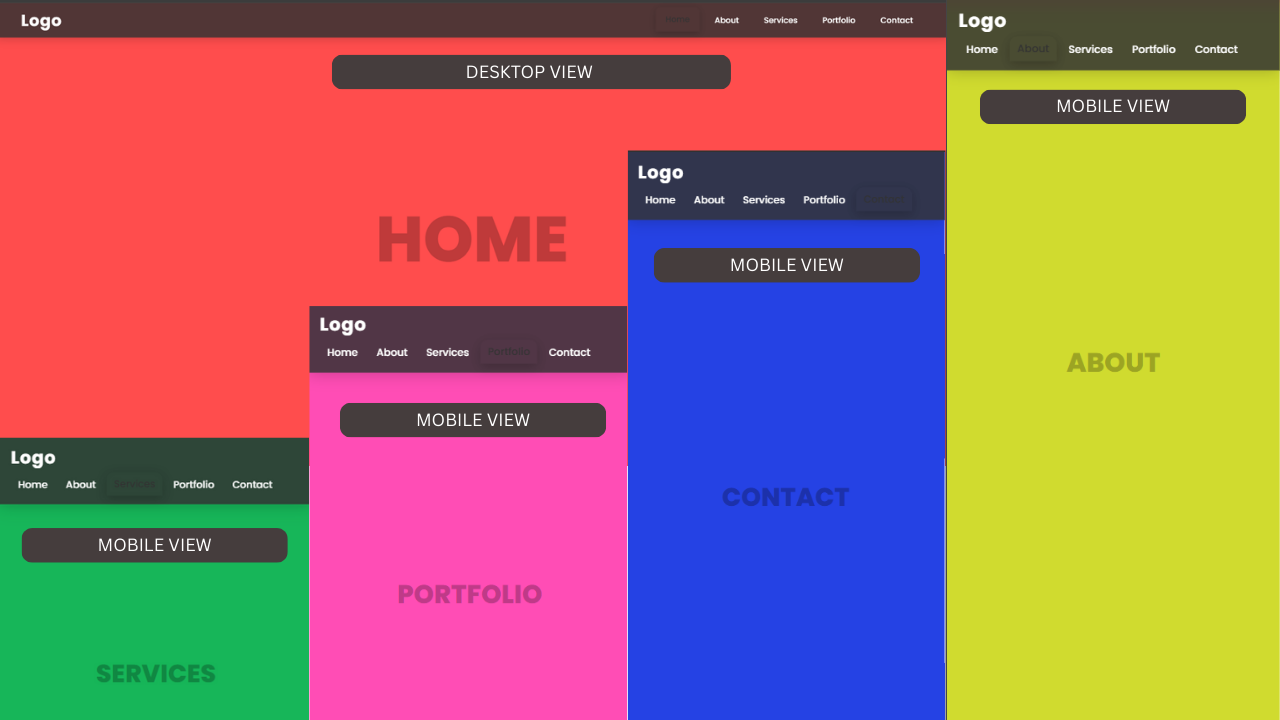 Logo
Home About Services Portfolio Contact
DESKTOP VIEW
HOME
Logo
Home About Services Portfolio Contact
MOBILE VIEW
ABOUT
Logo
Home About Services Portfolio
MOBILE VIEW
CONTACT
Logo
Home About Services Portfolio Contact
MOBILE VIEW
PORTFOLIO
Logo
Home About Services Portfolio Contact
MOBILE VIEW
SERVICES